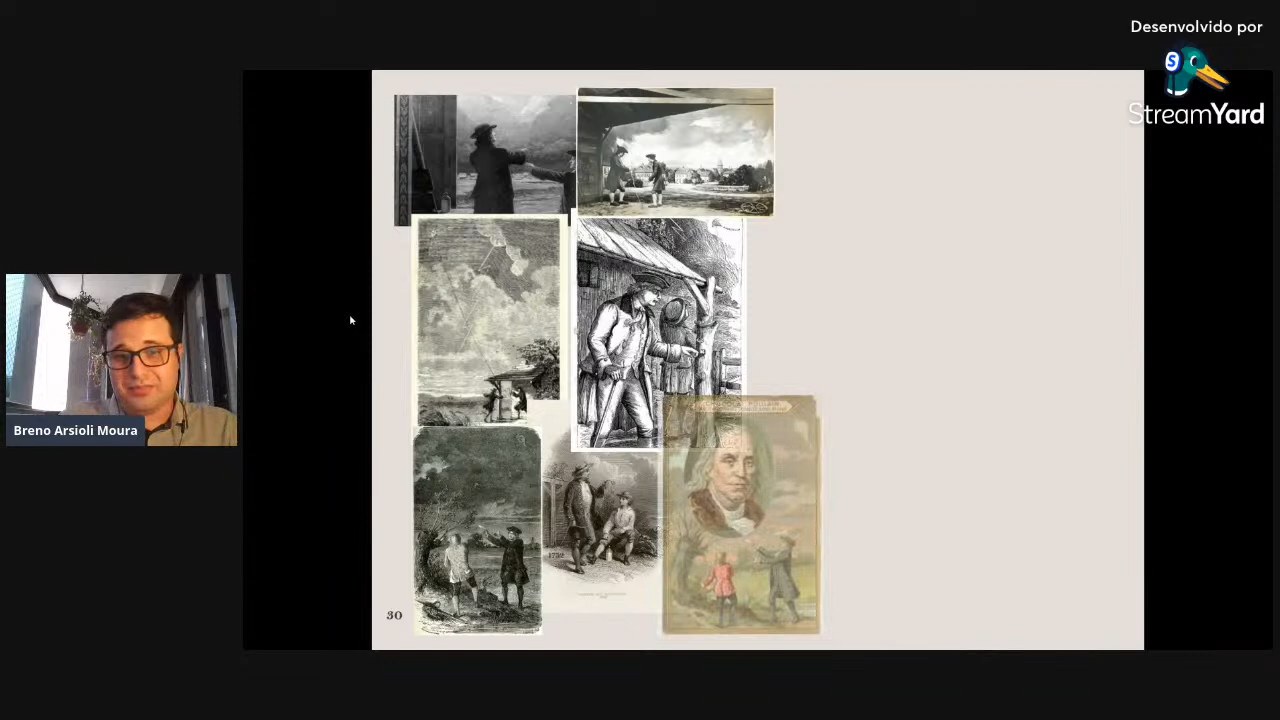 Desenvolvido por
S
StreamYard
Breno Arsioli Moura
1752
30